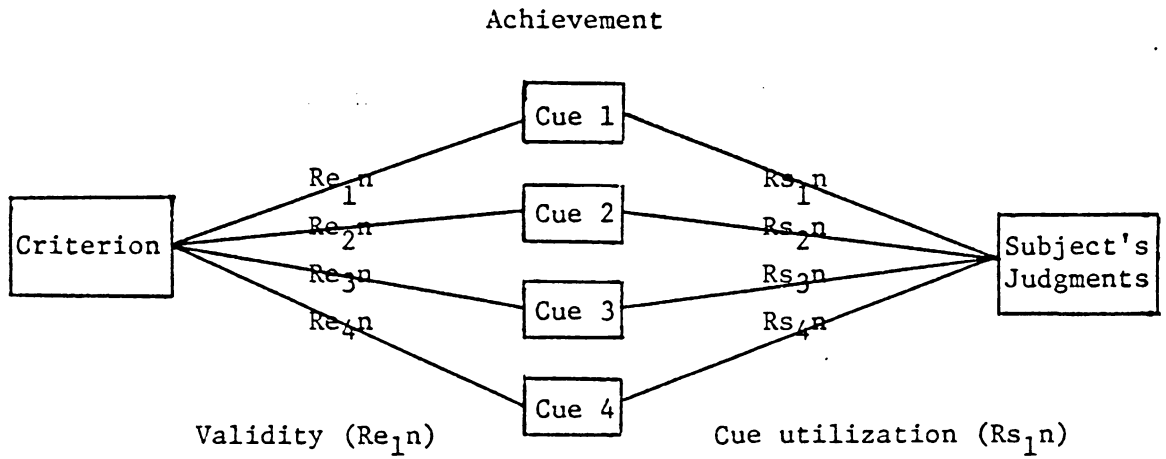 Achievement
Cue 1
Re₁n
Rs₁n
Cue 2
Re₂n
Rs₂n
Criterion
Subject's
Judgments
Re₃n
Rs₃n
Cue 3
Re₄n
Rs₄n
Cue 4
Validity (Re₁n)
Cue utilization (Rs₁n)